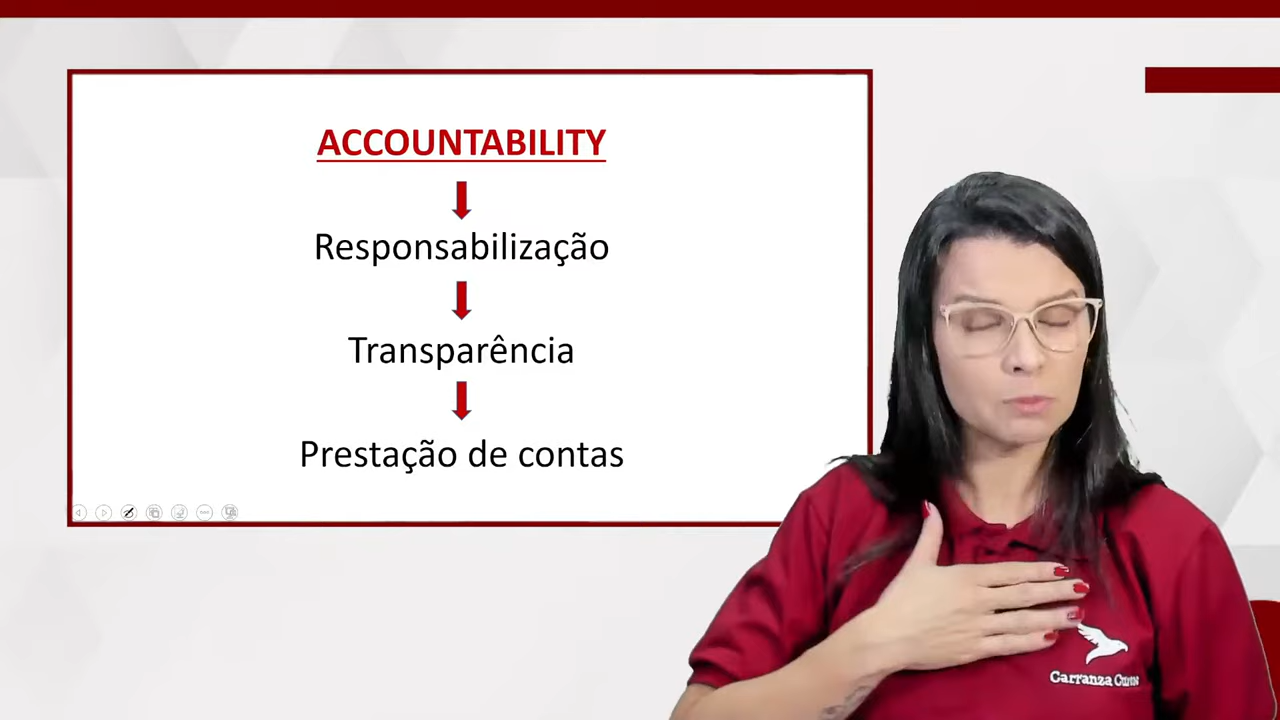 ACCOUNTABILITY
Responsabilização
Transparência
Prestação de contas
Carranza